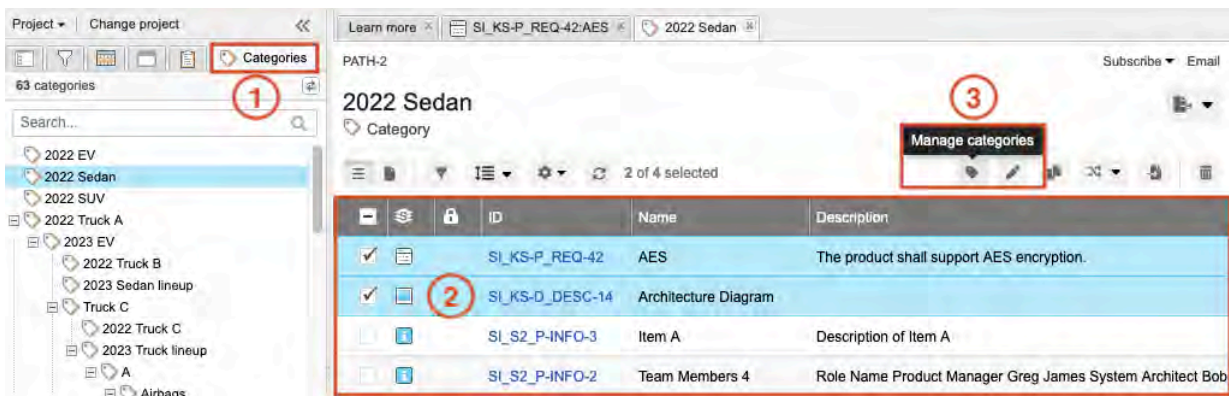 Project Change project
Categories
63 categories
1
Search...
2022 EV
2022 Sedan
2022 SUV
2022 Truck A
2023 EV
2022 Truck B
2023 Sedan lineup
Truck C
2022 Truck C
2023 Truck lineup
A
Airbags
Learn more SI_KS-P_REQ-42:AES 2022 Sedan
PATH-2 Subscribe Email
2022 Sedan
Category
3
Manage categories
2 of 4 selected
ID Name Description
SI_KS-P_REQ-42 AES The product shall support AES encryption.
2 SI_KS-D_DESC-14 Architecture Diagram
SI_S2_P-INFO-3 Item A Description of Item A
SI_S2_P-INFO-2 Team Members 4 Role Name Product Manager Greg James System Architect Bob